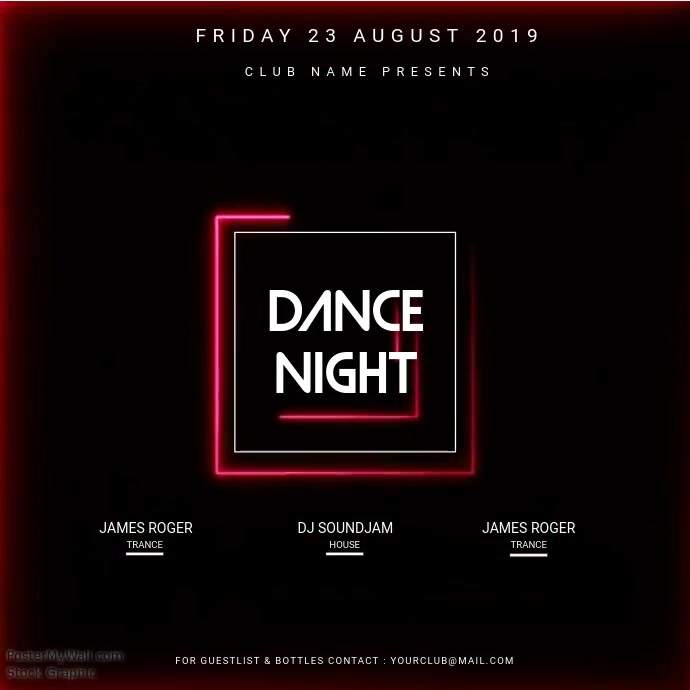 FRIDAY 23 AUGUST 2019
CLUB NAME PRESENTS
DANCE
NIGHT
JAMES ROGER
TRANCE
DJ SOUNDJAM
HOUSE
JAMES ROGER
TRANCE
FOR GUESTLIST & BOTTLES CONTACT : YOURCLUB@MAIL.COM
PosterMyWall.com
Stock Graphic